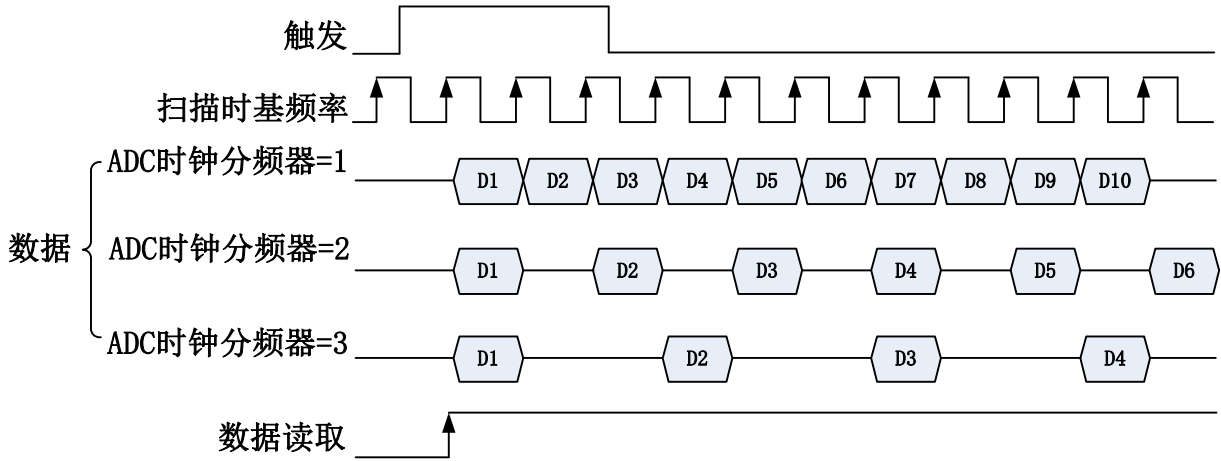 触发
扫描时基频率
ADC时钟分频器=1
D1 D2 D3 D4 D5 D6 D7 D8 D9 D10
数据
ADC时钟分频器=2
D1 D2 D3 D4 D5 D6
ADC时钟分频器=3
D1 D2 D3 D4
数据读取